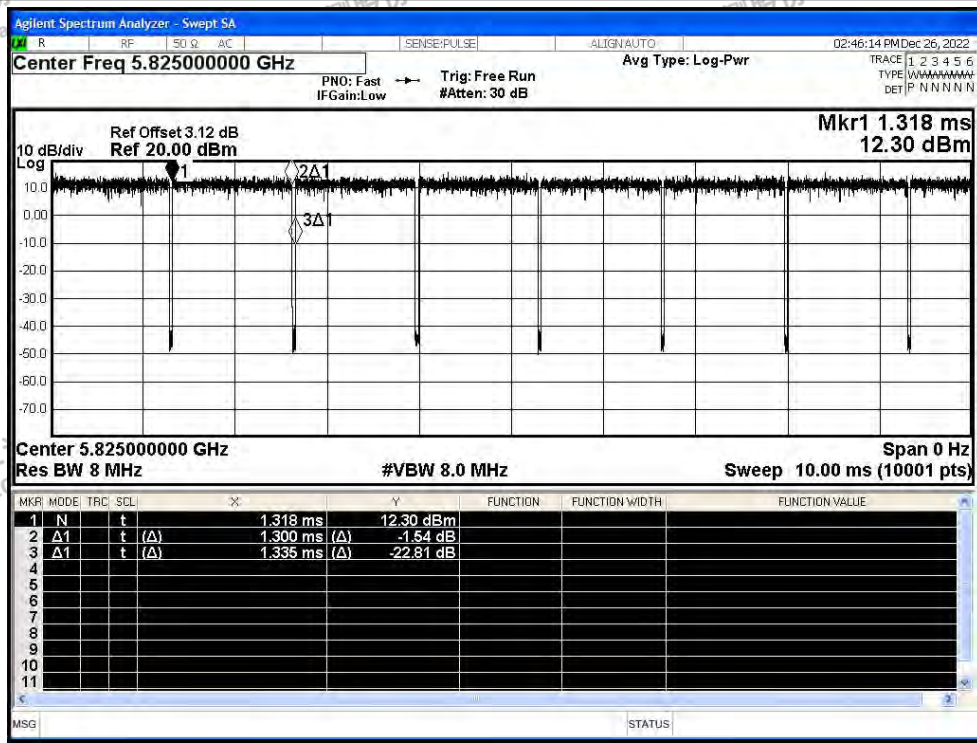 Agilent Spectrum Analyzer - Swept SA
LXI R RF 50 Ω AC SENSE:PULSE ALIGN AUTO 02:46:14 PM Dec 26, 2022
Center Freq 5.825000000 GHz
PNO: Fast Trig: Free Run Avg Type: Log-Pwr TRACE 1 2 3 4 5 6
IFGain:Low #Atten: 30 dB TYPE WWWWWW
DET P N N N N N
Mkr1 1.318 ms
12.30 dBm
Ref Offset 3.12 dB
10 dB/div Ref 20.00 dBm
Log
1
2Δ1
3Δ1
10.0
0.00
-10.0
-20.0
-30.0
-40.0
-50.0
-60.0
-70.0
Center 5.825000000 GHz Span 0 Hz
Res BW 8 MHz #VBW 8.0 MHz Sweep 10.00 ms (10001 pts)
MKR MODE TRC SCL X Y FUNCTION FUNCTION WIDTH FUNCTION VALUE
1 N t 1.318 ms 12.30 dBm
2 Δ1 t (Δ) 1.300 ms (Δ) -1.54 dB
3 Δ1 t (Δ) 1.335 ms (Δ) -22.81 dB
4
5
6
7
8
9
10
11
MSG STATUS